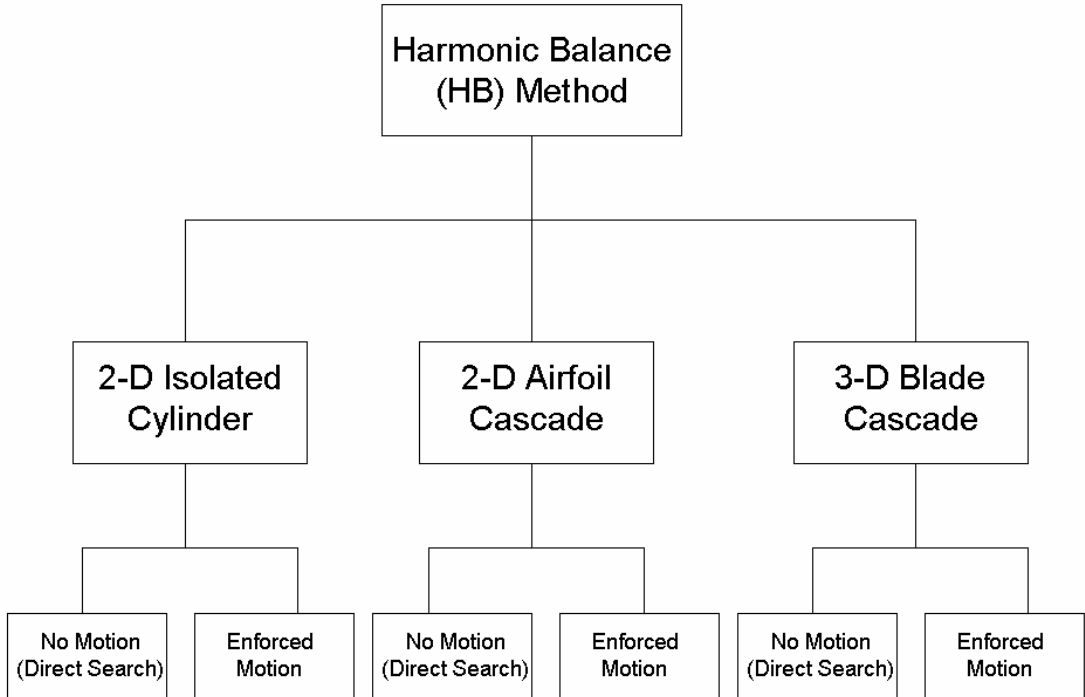 Harmonic Balance
(HB) Method
2-D Isolated
Cylinder
2-D Airfoil
Cascade
3-D Blade
Cascade
No Motion
(Direct Search)
Enforced
Motion
No Motion
(Direct Search)
Enforced
Motion
No Motion
(Direct Search)
Enforced
Motion